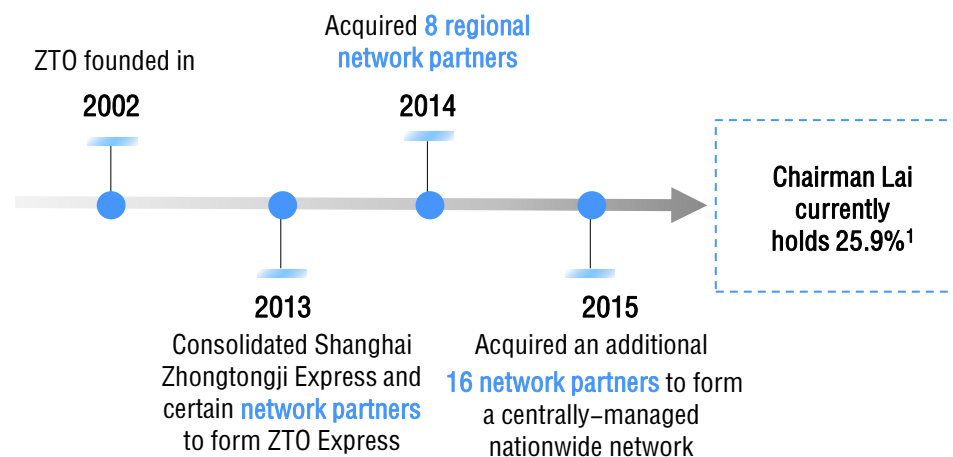 ZTO founded in
2002
2013
Consolidated Shanghai
Zhongtongji Express and
certain network partners
to form ZTO Express
Acquired 8 regional
network partners
2014
2015
Acquired an additional
16 network partners to form
a centrally–managed
nationwide network
Chairman Lai
currently
holds 25.9%1